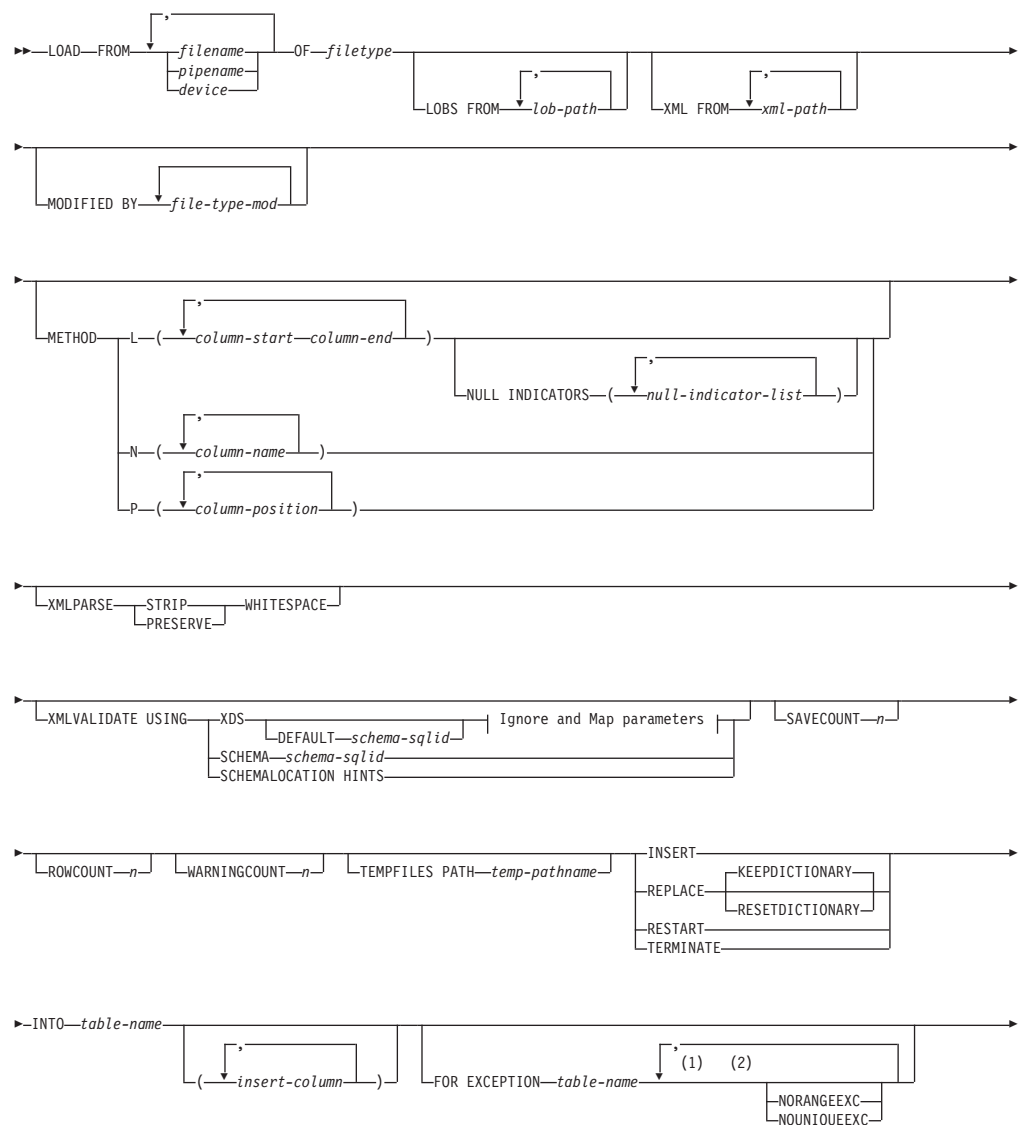 ,
LOAD FROM filename OF filetype
pipename , ,
device LOBS FROM lob-path XML FROM xml-path
MODIFIED BY file-type-mod
,
METHOD L ( column-start column-end )
,
NULL INDICATORS ( null-indicator-list )
,
N ( column-name )
,
P ( column-position )
XMLPARSE STRIP WHITESPACE
PRESERVE
XMLVALIDATE USING XDS Ignore and Map parameters SAVECOUNT n
DEFAULT schema-sqlid
SCHEMA schema-sqlid
SCHEMALOCATION HINTS
ROWCOUNT n WARNINGCOUNT n TEMPFILES PATH temp-pathname INSERT
KEEPDICTIONARY
REPLACE
RESETDICTIONARY
RESTART
TERMINATE
INTO table-name
, ,
(1) (2)
( insert-column ) FOR EXCEPTION table-name
NORANGEEXC
NOUNIQUEEXC